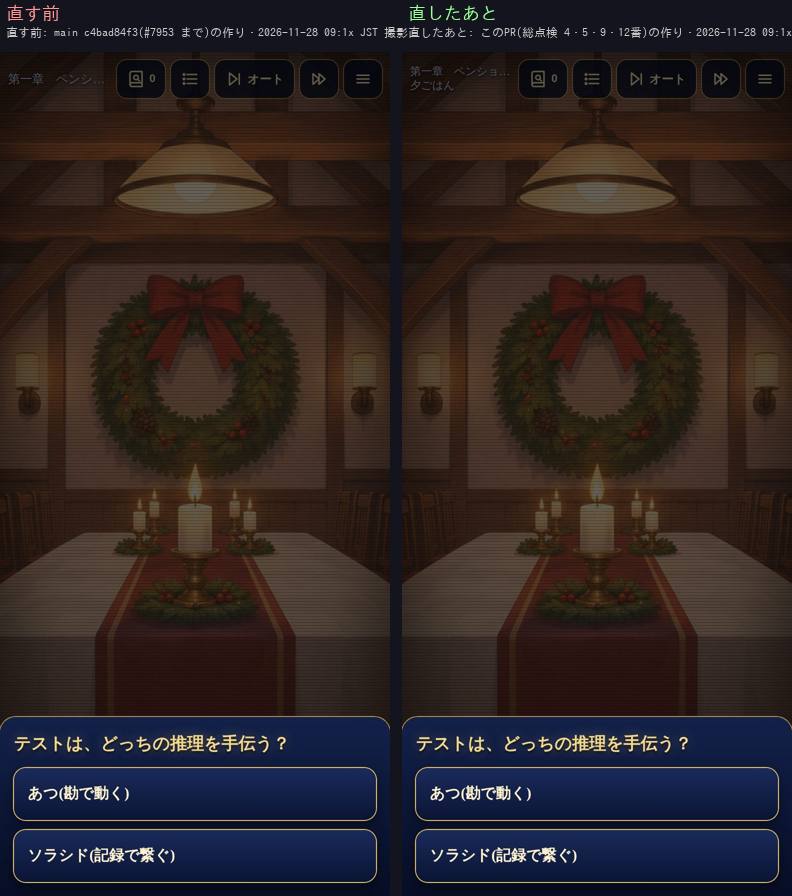 直す前
直す前: main c4bad84f3(#7953 まで)の作り・2026-11-28 09:1x JST 撮影
第一章 ペンシ…
0
オート
テストは、どっちの推理を手伝う？
あつ(勘で動く)
ソラシド(記録で繋ぐ)
直したあと
直したあと: このPR(総点検 4・5・9・12番)の作り・2026-11-28 09:1x
第一章 ペンショ…
夕ごはん
0
オート
テストは、どっちの推理を手伝う？
あつ(勘で動く)
ソラシド(記録で繋ぐ)